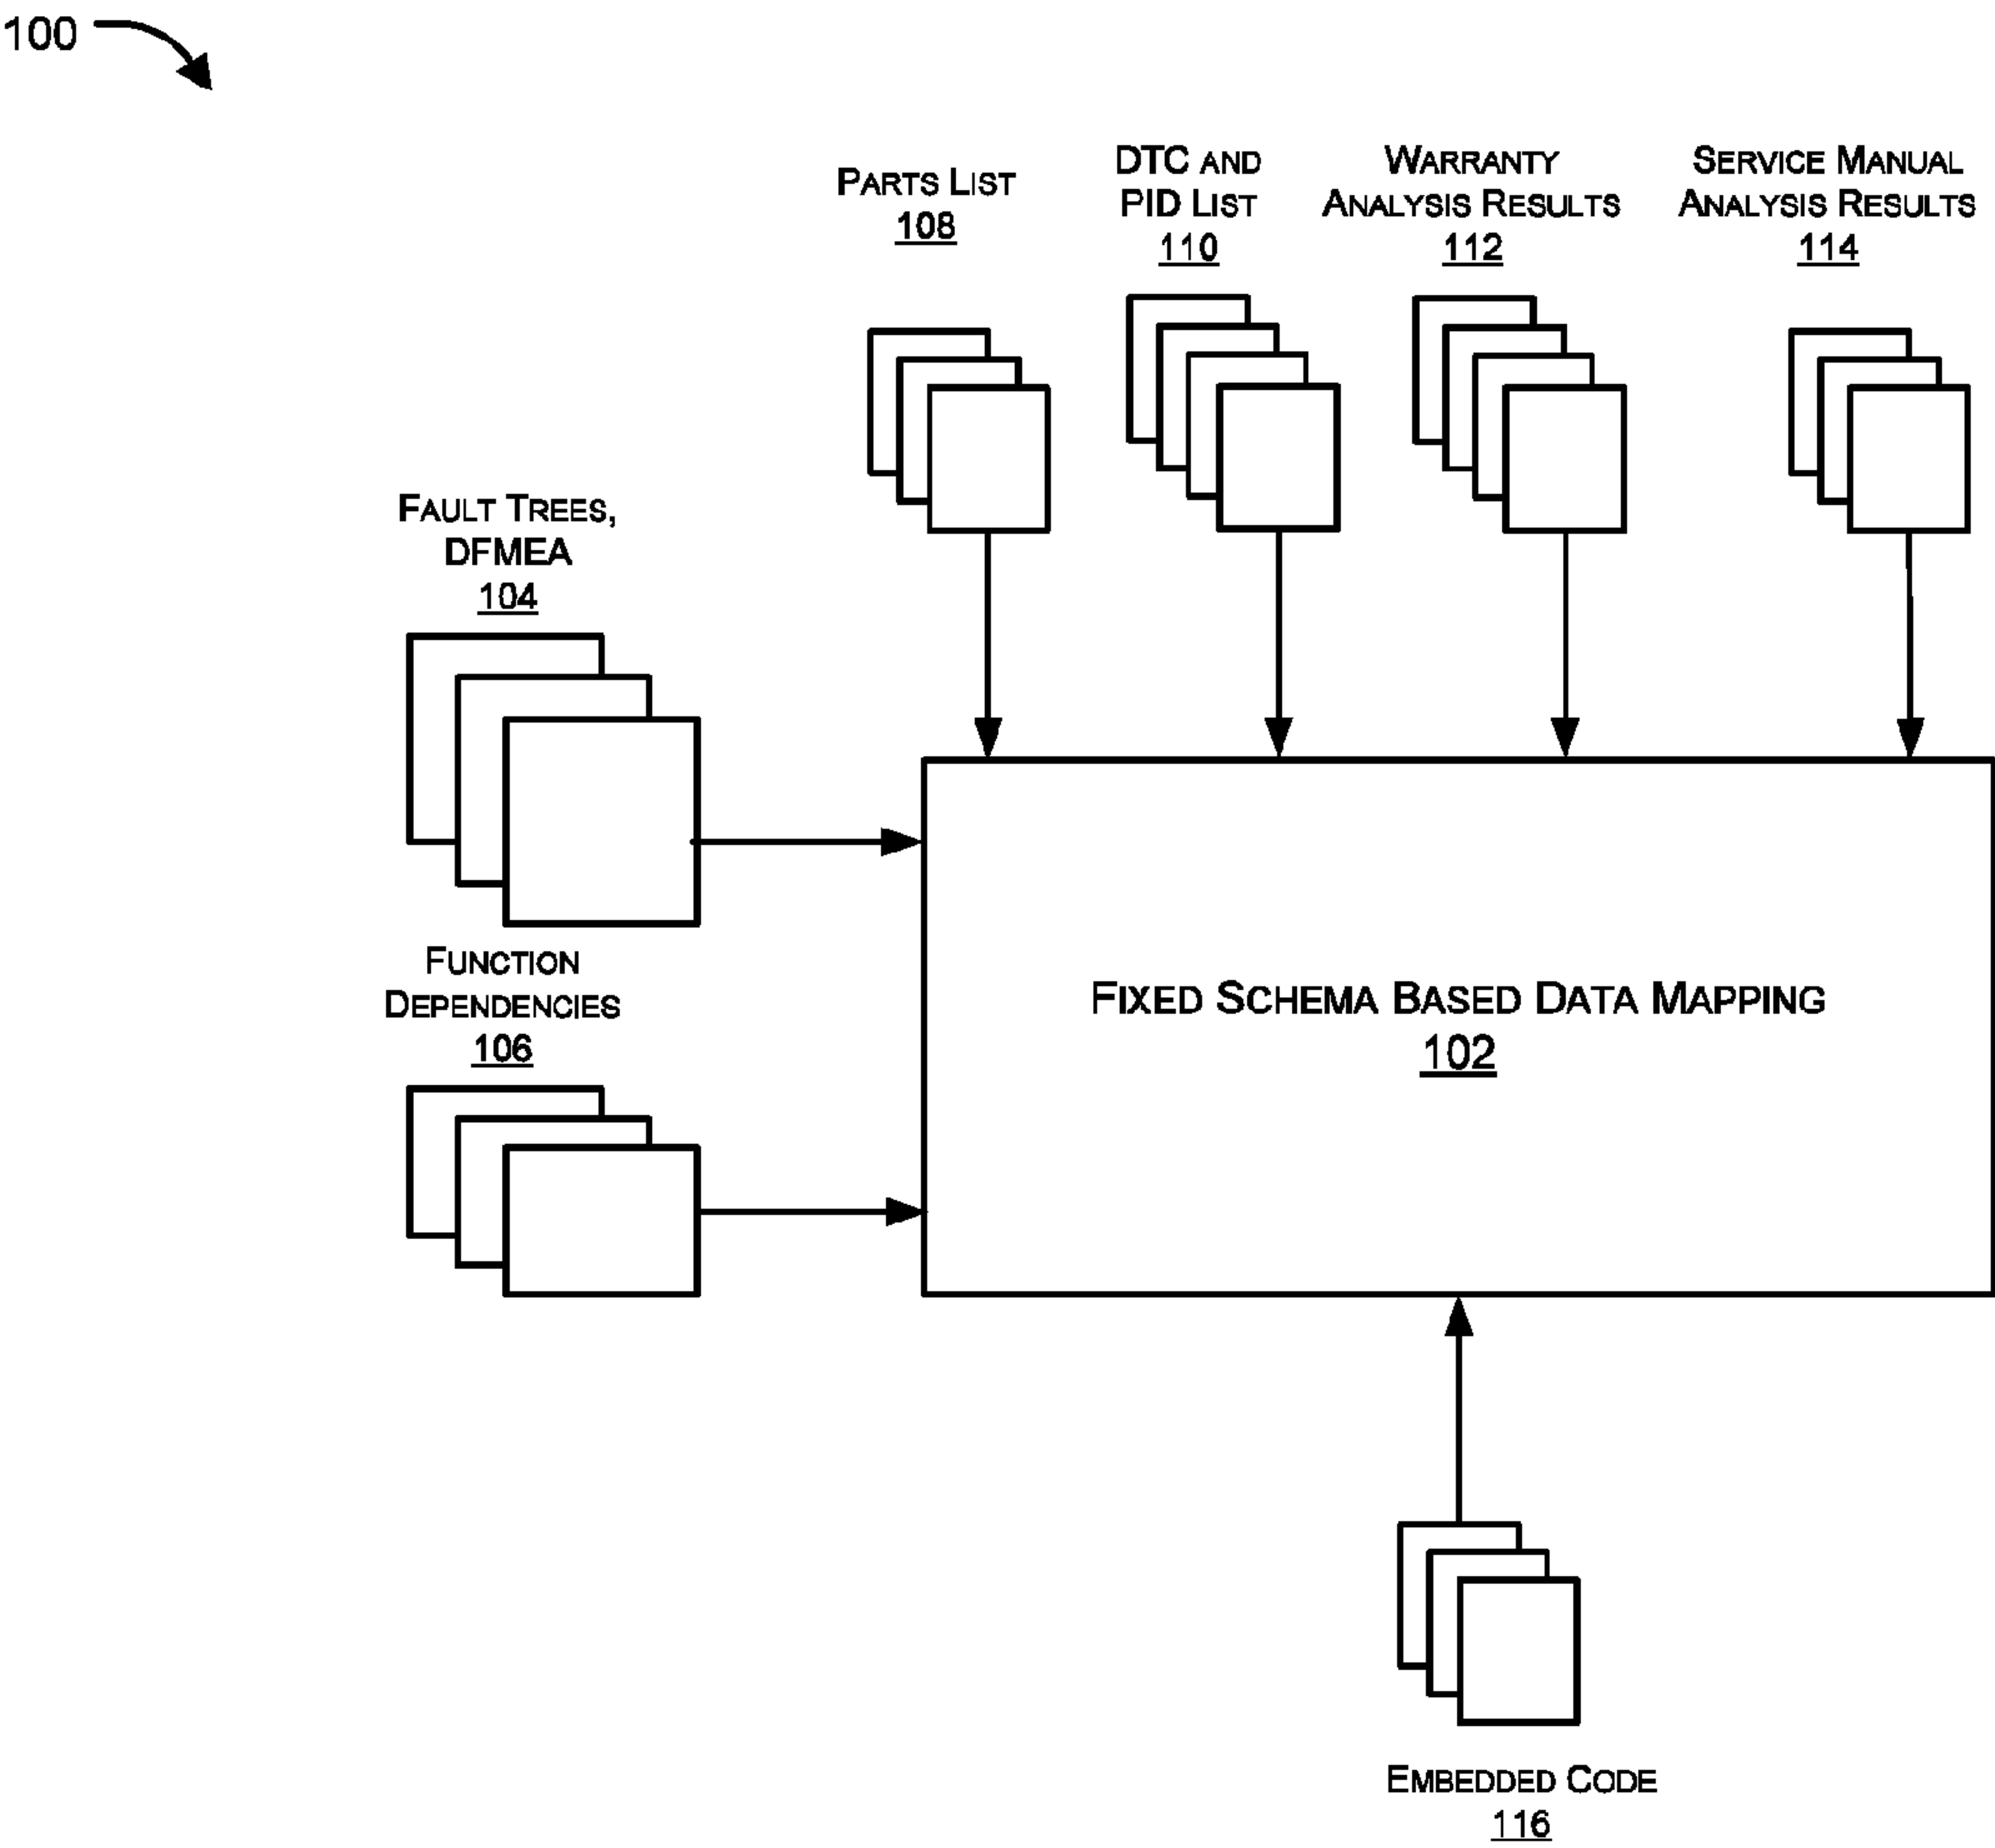 100
PARTS LIST
108
DTC AND
PID LIST
110
WARRANTY
ANALYSIS RESULTS
112
SERVICE MANUAL
ANALYSIS RESULTS
114
FAULT TREES,
DFMEA
104
FUNCTION
DEPENDENCIES
106
FIXED SCHEMA BASED DATA MAPPING
102
EMBEDDED CODE
116